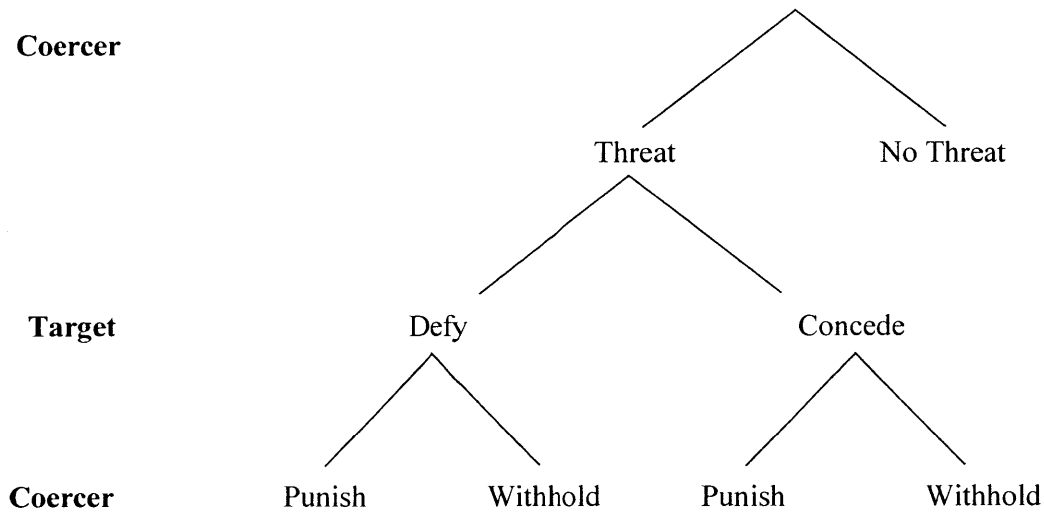 Coercer
Threat No Threat
Target Defy Concede
Coercer Punish Withhold Punish Withhold